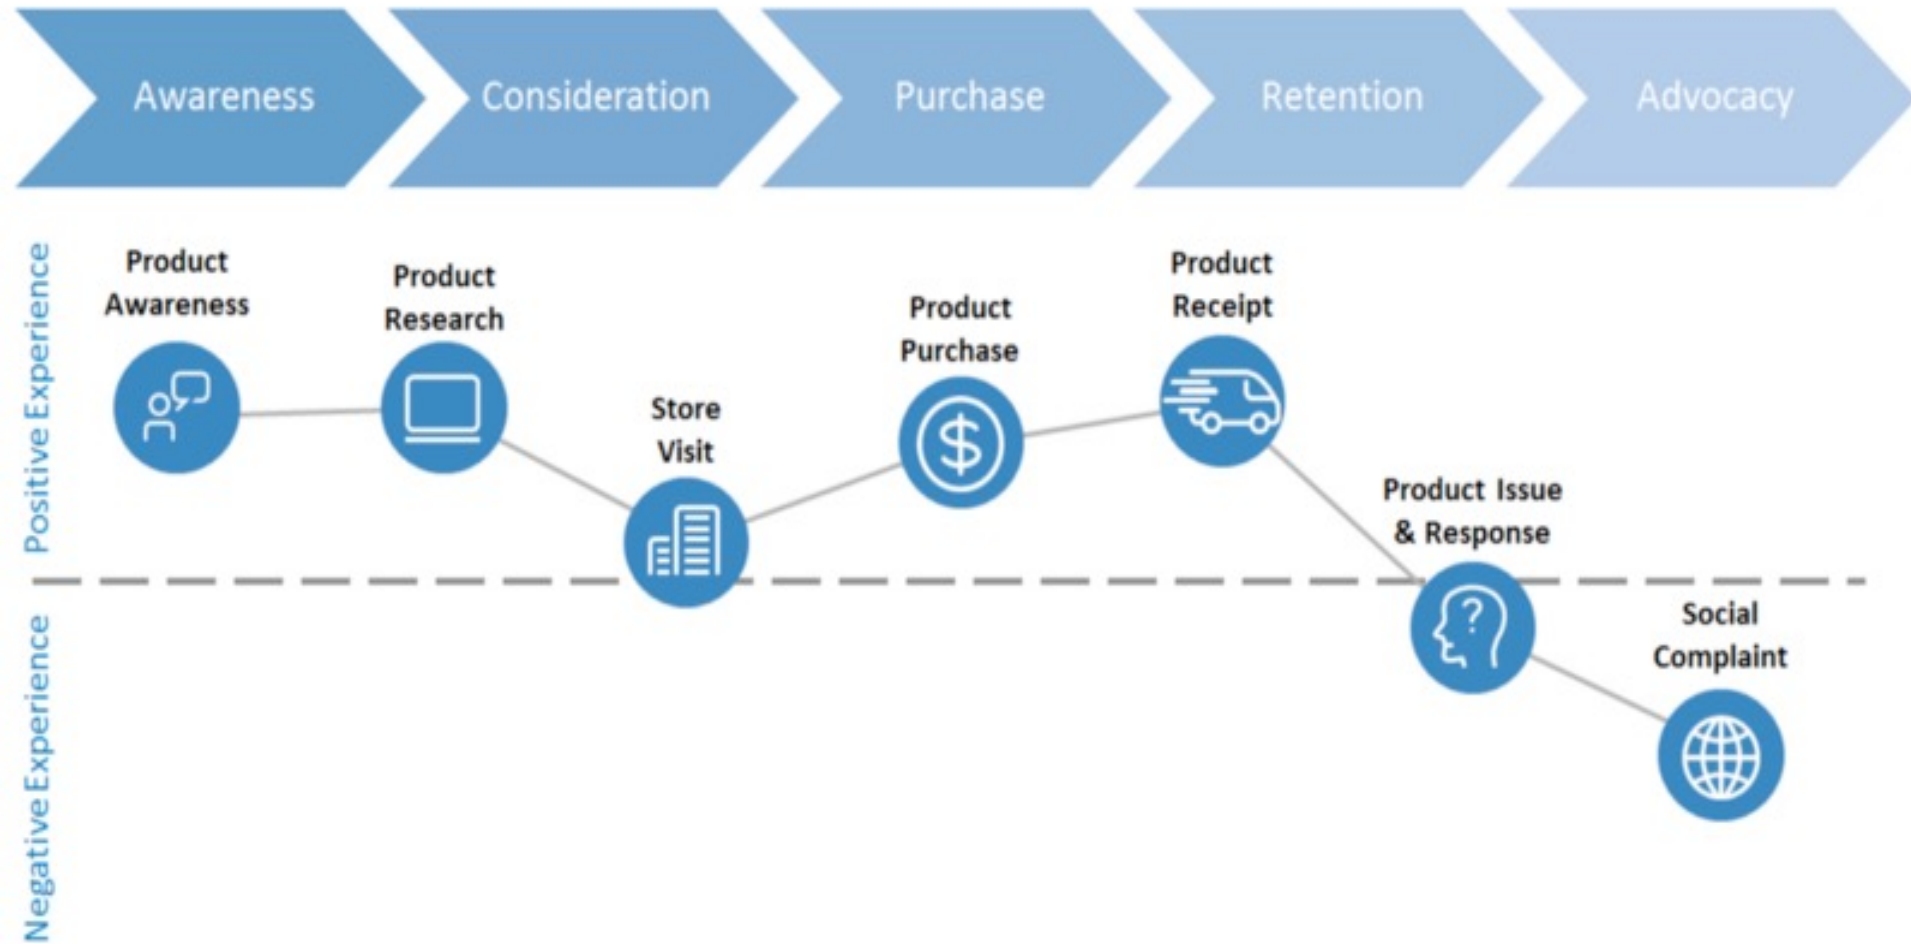 Awareness
Consideration
Purchase
Retention
Advocacy
Positive Experience
Negative Experience
Product
Awareness
Product
Research
Store
Visit
Product
Purchase
$
Product
Receipt
Product Issue
& Response
?
Social
Complaint